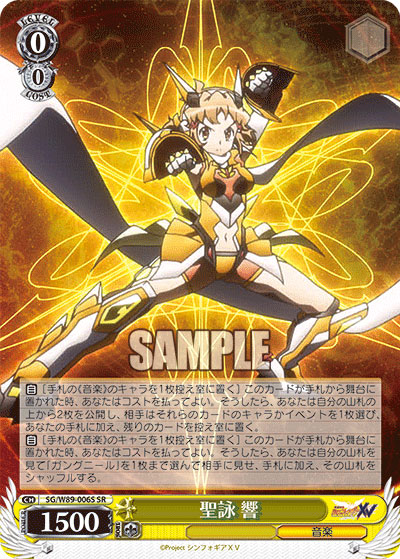 LEVEL
0
0
COST
SAMPLE
自 [手札の《音楽》のキャラを1枚控え室に置く] このカードが手札から舞台に
置かれた時、あなたはコストを払ってよい。そうしたら、あなたは自分の山札の
上から2枚を公開し、相手はそれらのカードのキャラかイベントを1枚選び、
あなたの手札に加え、残りのカードを控え室に置く。
自 [手札の《音楽》のキャラを1枚控え室に置く] このカードが手札から舞台に
置かれた時、あなたはコストを払ってよい。そうしたら、あなたは自分の山札を
見て「ガングニール」を1枚まで選んで相手に見せ、手札に加え、その山札を
シャッフルする。
CH SG/W89-006S SR
1500
聖詠 響
XV
音楽
©Project シンフォギアXV